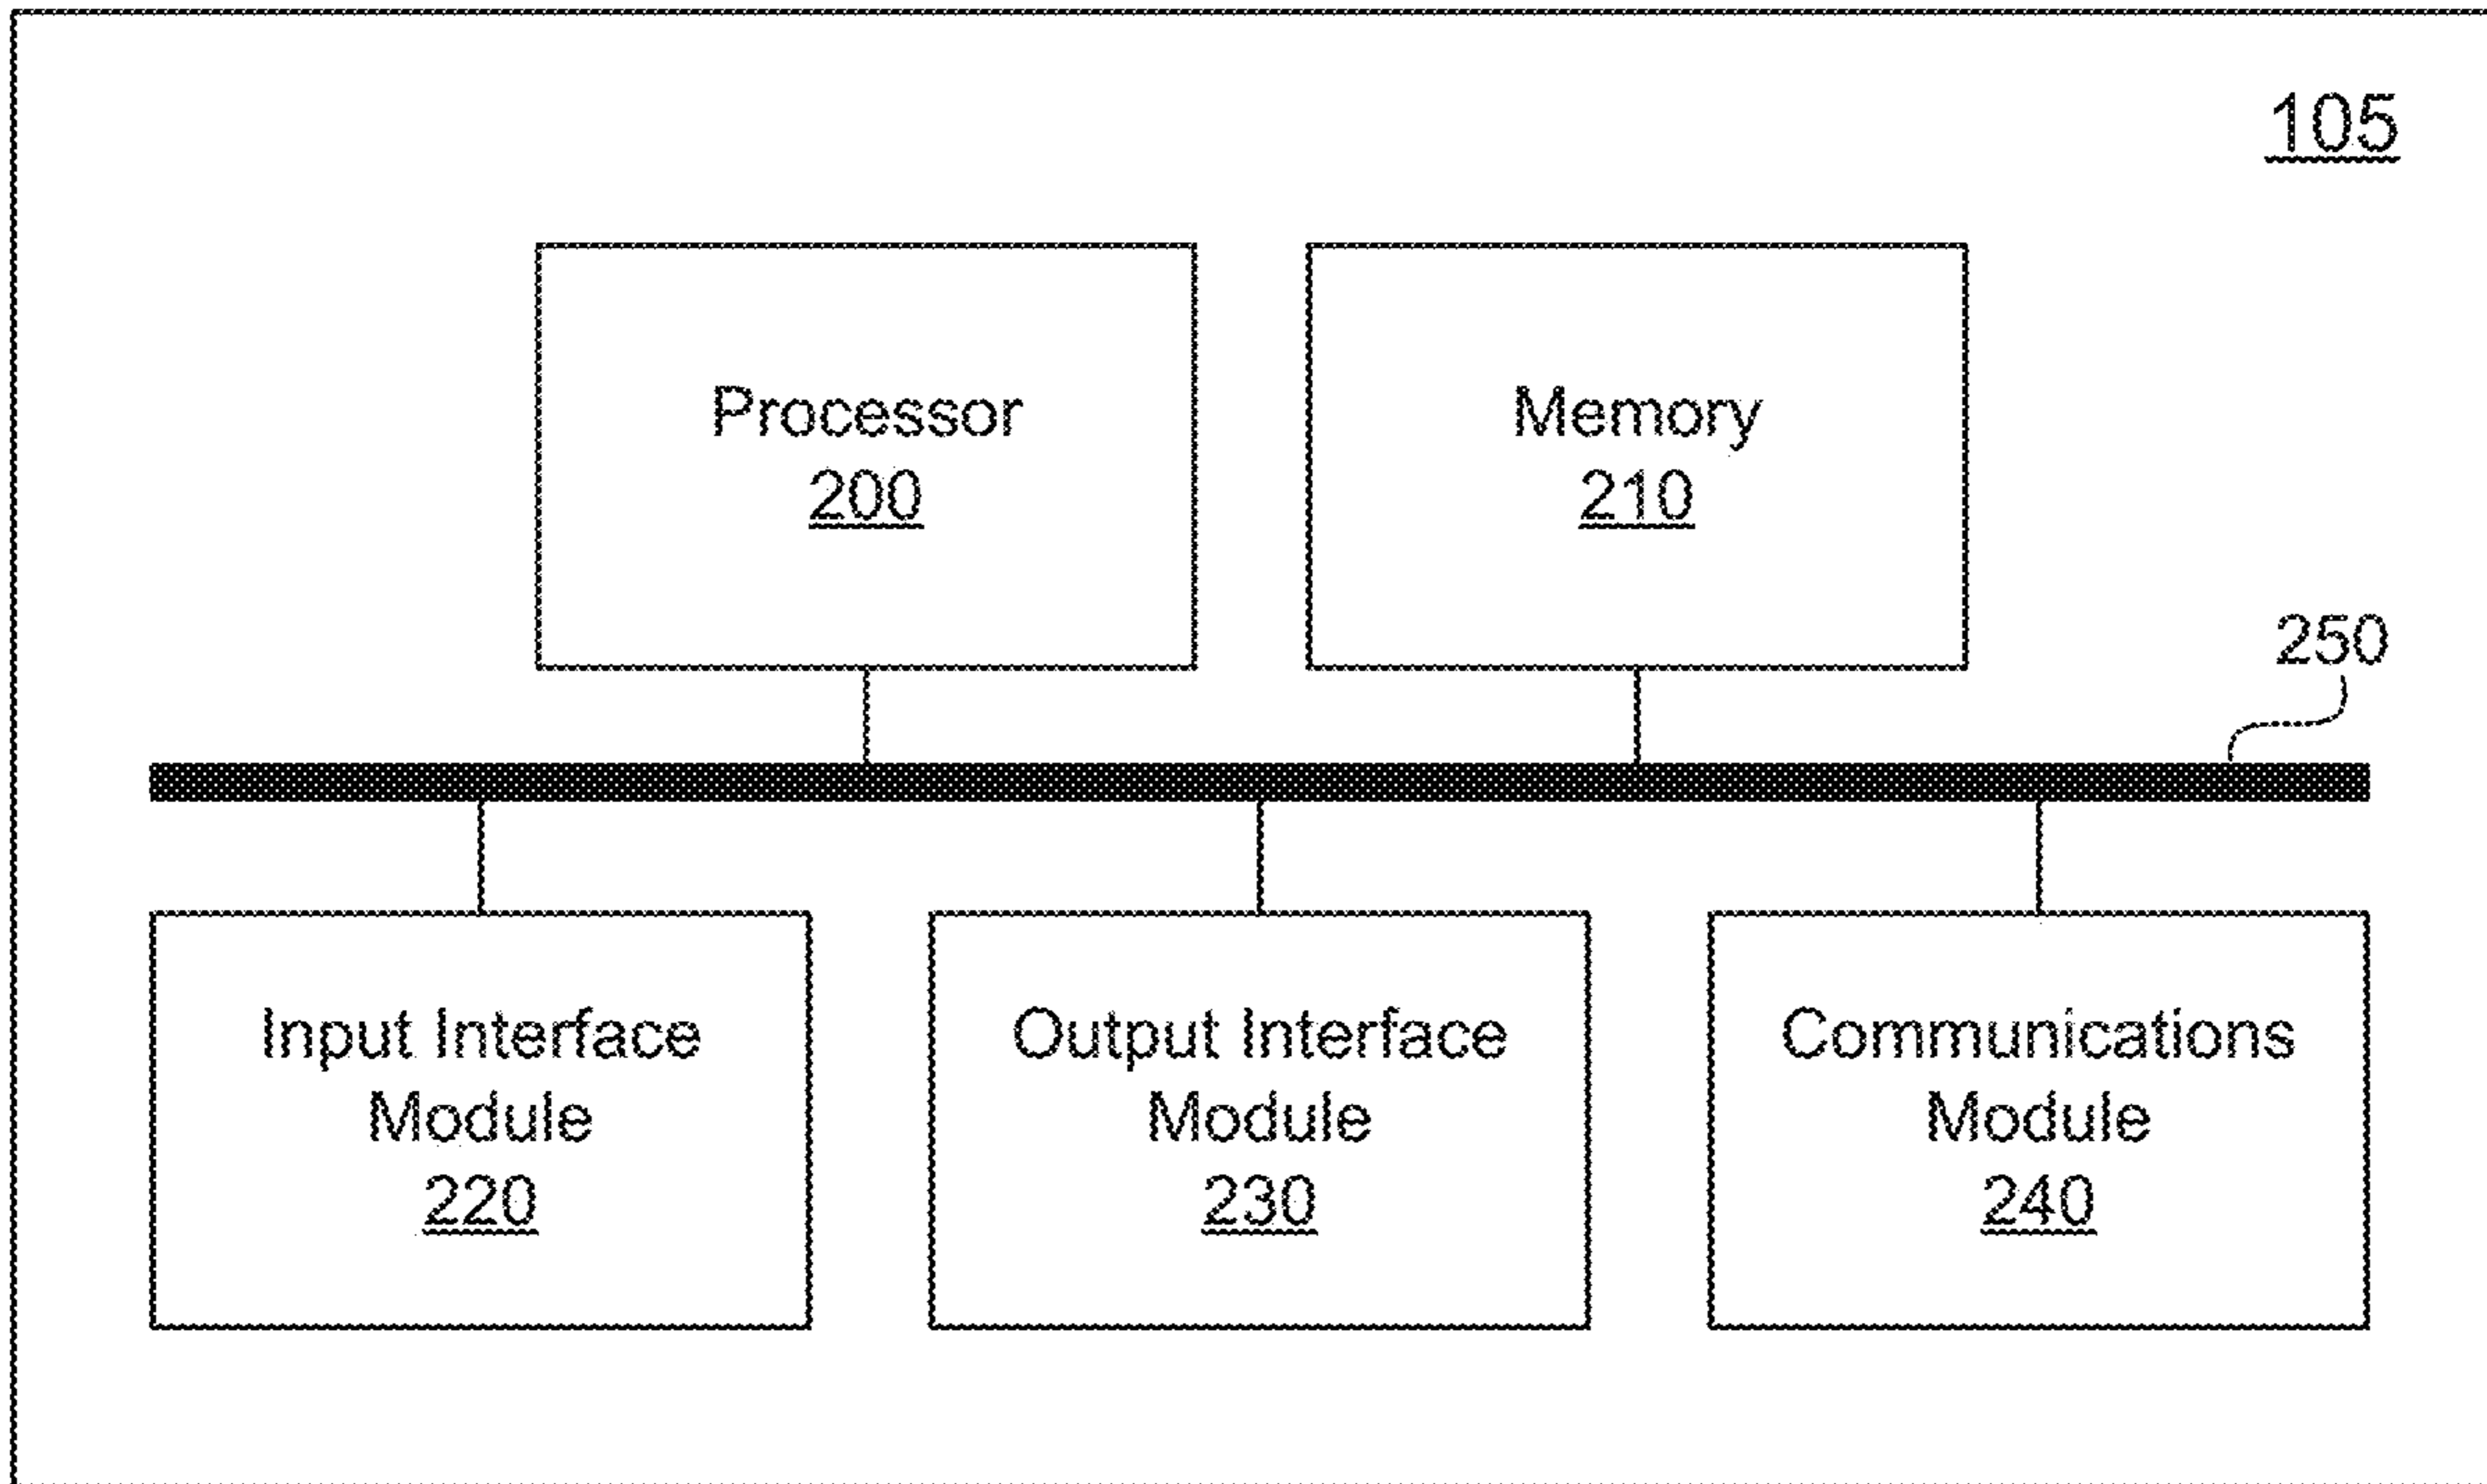 105
Processor
200
Memory
210
250
Input Interface
Module
220
Output Interface
Module
230
Communications
Module
240